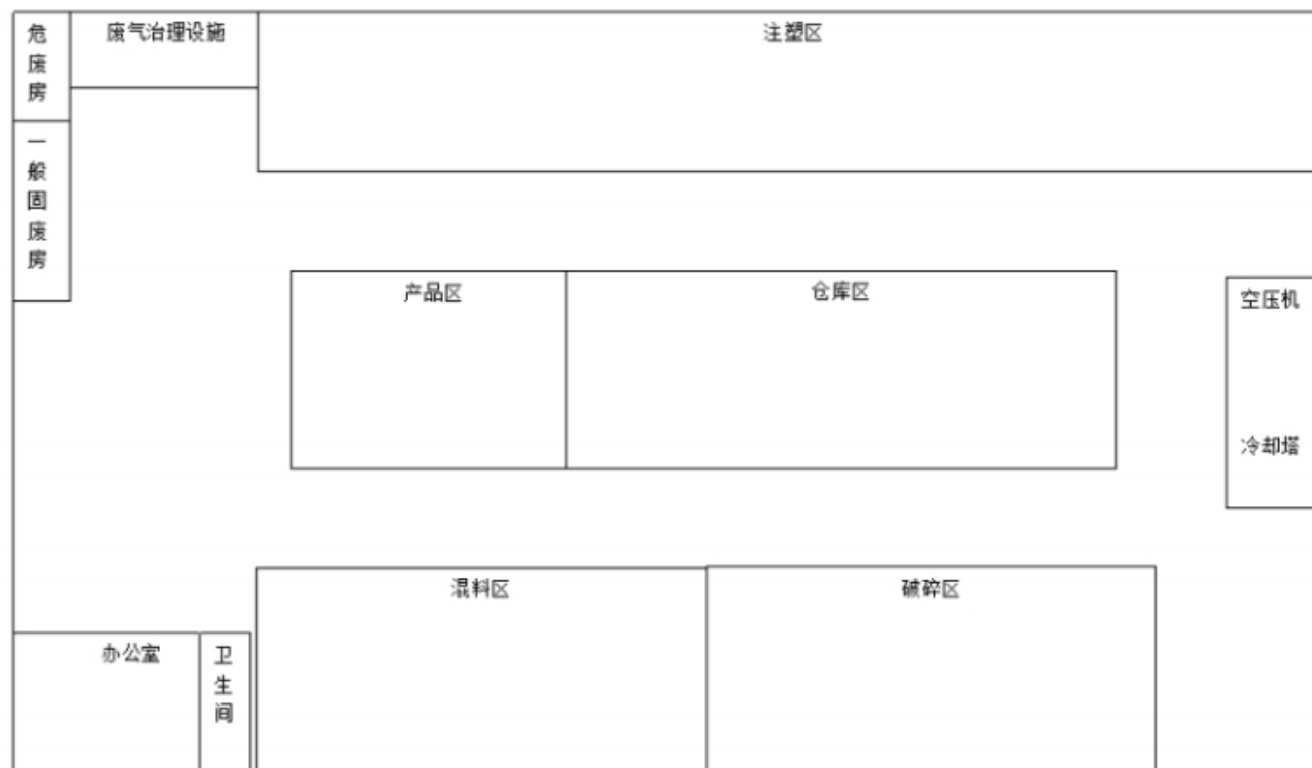 危废房
废气治理设施
注塑区
一般固废房
产品区
仓库区
空压机
冷却塔
混料区
破碎区
办公室
卫生间